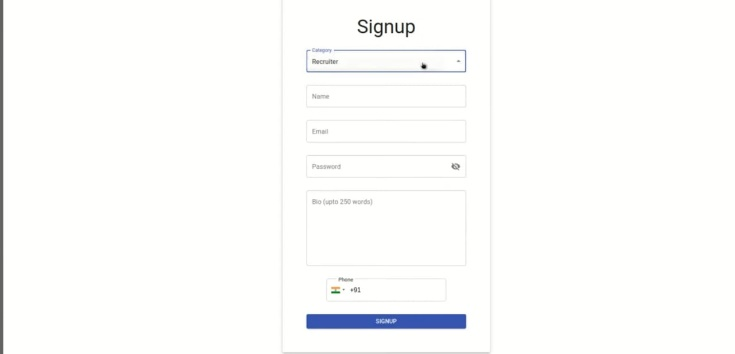 Signup
Category
Recruiter
Name
Email
Password
Bio (upto 250 words)
Phone
+91
SIGNUP